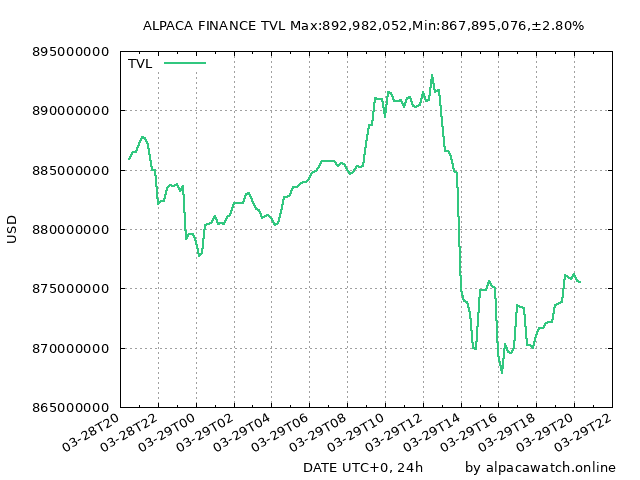 ALPACA FINANCE TVL Max:892,982,052,Min:867,895,076,±2.80%
TVL
895000000
890000000
885000000
880000000
875000000
870000000
865000000
USD
03-28T20
03-28T22
03-29T00
03-29T02
03-29T04
03-29T06
03-29T08
03-29T10
03-29T12
03-29T14
03-29T16
03-29T18
03-29T20
03-29T22
DATE UTC+0, 24h
by alpacawatch.online